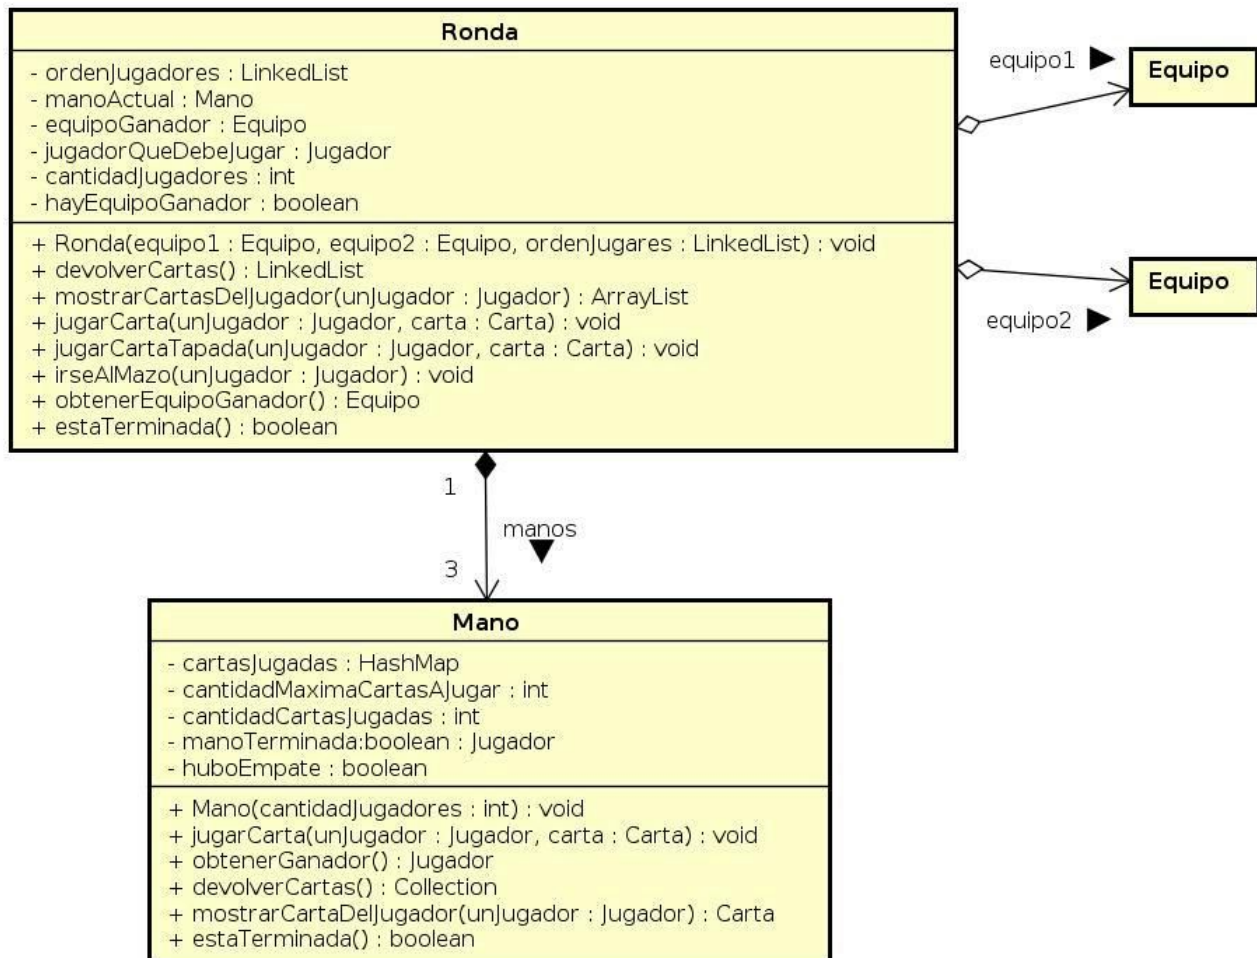 Ronda
- ordenJugadores : LinkedList
- manoActual : Mano
- equipoGanador : Equipo
- jugadorQueDebeJugar : Jugador
- cantidadJugadores : int
- hayEquipoGanador : boolean
+ Ronda(equipo1 : Equipo, equipo2 : Equipo, ordenJugares : LinkedList) : void
+ devolverCartas() : LinkedList
+ mostrarCartasDelJugador(unJugador : Jugador) : ArrayList
+ jugarCarta(unJugador : Jugador, carta : Carta) : void
+ jugarCartaTapada(unJugador : Jugador, carta : Carta) : void
+ irseAlMazo(unJugador : Jugador) : void
+ obtenerEquipoGanador() : Equipo
+ estaTerminada() : boolean
equipo1
Equipo
Equipo
equipo2
1
manos
3
Mano
- cartasJugadas : HashMap
- cantidadMaximaCartasAJugar : int
- cantidadCartasJugadas : int
- manoTerminada:boolean : Jugador
- huboEmpate : boolean
+ Mano(cantidadJugadores : int) : void
+ jugarCarta(unJugador : Jugador, carta : Carta) : void
+ obtenerGanador() : Jugador
+ devolverCartas() : Collection
+ mostrarCartaDelJugador(unJugador : Jugador) : Carta
+ estaTerminada() : boolean